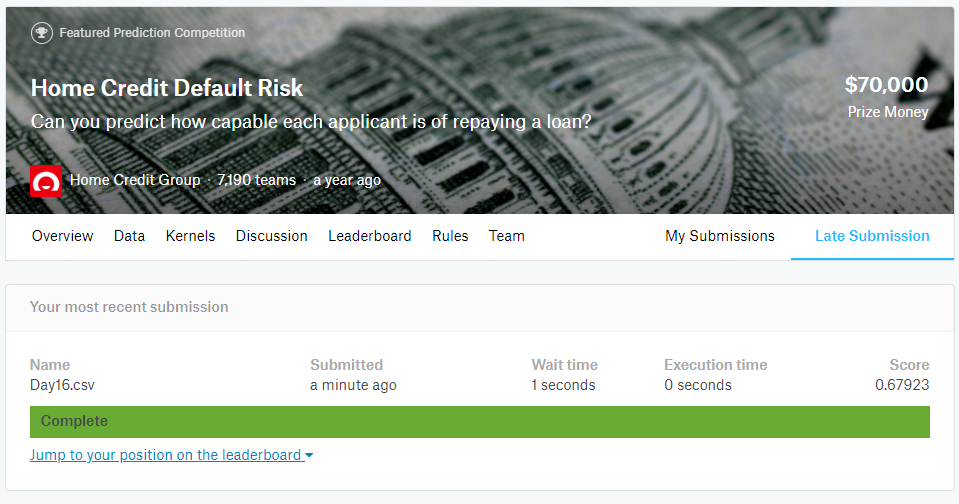 Featured Prediction Competition
Home Credit Default Risk
$70,000
Can you predict how capable each applicant is of repaying a loan?
Prize Money
Home Credit Group · 7,190 teams · a year ago
Overview Data Kernels Discussion Leaderboard Rules Team My Submissions Late Submission
Your most recent submission
Name Submitted Wait time Execution time Score
Day16.csv a minute ago 1 seconds 0 seconds 0.67923
Complete
Jump to your position on the leaderboard